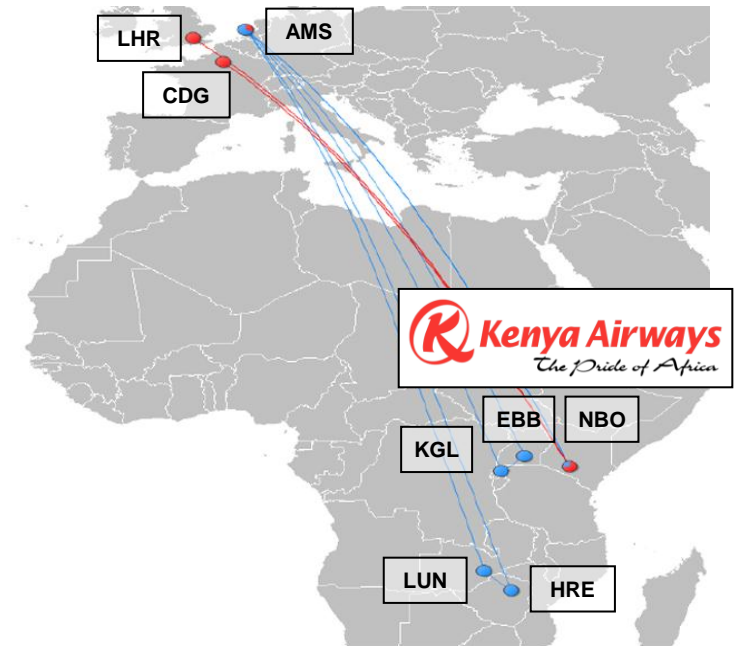 LHR
AMS
CDG
Kenya Airways
The Pride of Africa
EBB
NBO
KGL
LUN
HRE